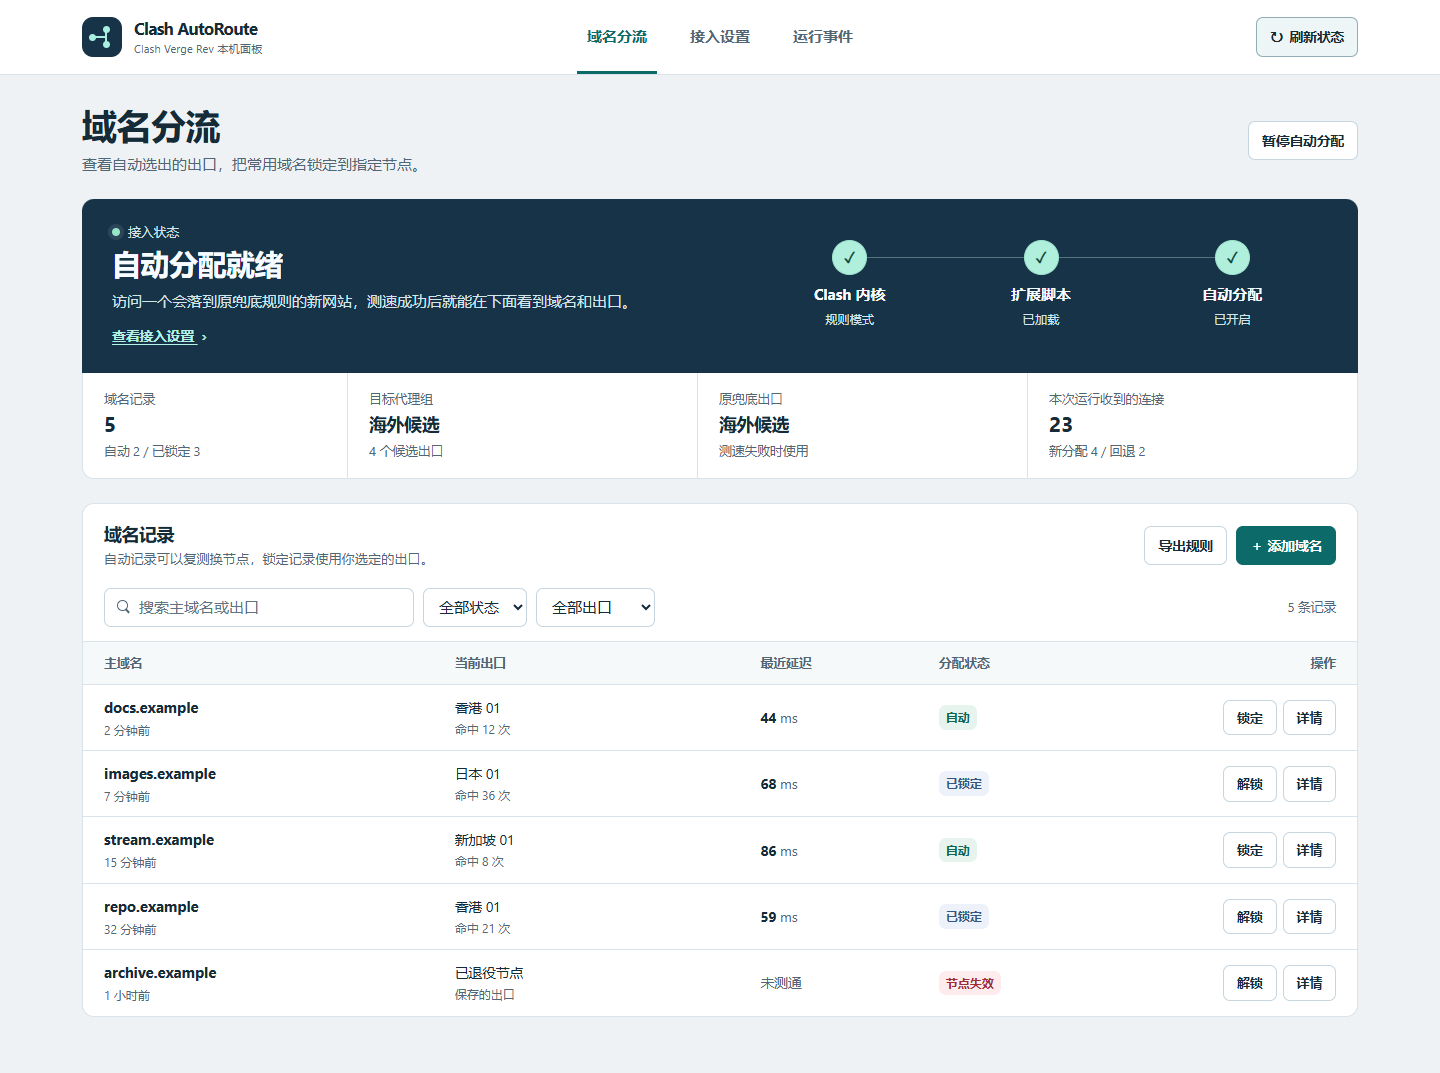 Clash AutoRoute
Clash Verge Rev 本机面板
域名分流
接入设置
运行事件
↻ 刷新状态
域名分流
查看自动选出的出口，把常用域名锁定到指定节点。
暂停自动分配
接入状态
自动分配就绪
访问一个会落到原兜底规则的新网站，测速成功后就能在下面看到域名和出口。
查看接入设置 ›
✓ ✓ ✓
Clash 内核
规则模式
扩展脚本
已加载
自动分配
已开启
域名记录
5
自动 2 / 已锁定 3
目标代理组
海外候选
4 个候选出口
原兜底出口
海外候选
测速失败时使用
本次运行收到的连接
23
新分配 4 / 回退 2
域名记录
自动记录可以复测换节点，锁定记录使用你选定的出口。
导出规则
+ 添加域名
搜索主域名或出口
全部状态
全部出口
5 条记录
主域名 当前出口 最近延迟 分配状态 操作
docs.example
2 分钟前
香港 01
命中 12 次
44 ms
自动
锁定
详情
images.example
7 分钟前
日本 01
命中 36 次
68 ms
已锁定
解锁
详情
stream.example
15 分钟前
新加坡 01
命中 8 次
86 ms
自动
锁定
详情
repo.example
32 分钟前
香港 01
命中 21 次
59 ms
已锁定
解锁
详情
archive.example
1 小时前
已退役节点
保存的出口
未测通
节点失效
解锁
详情